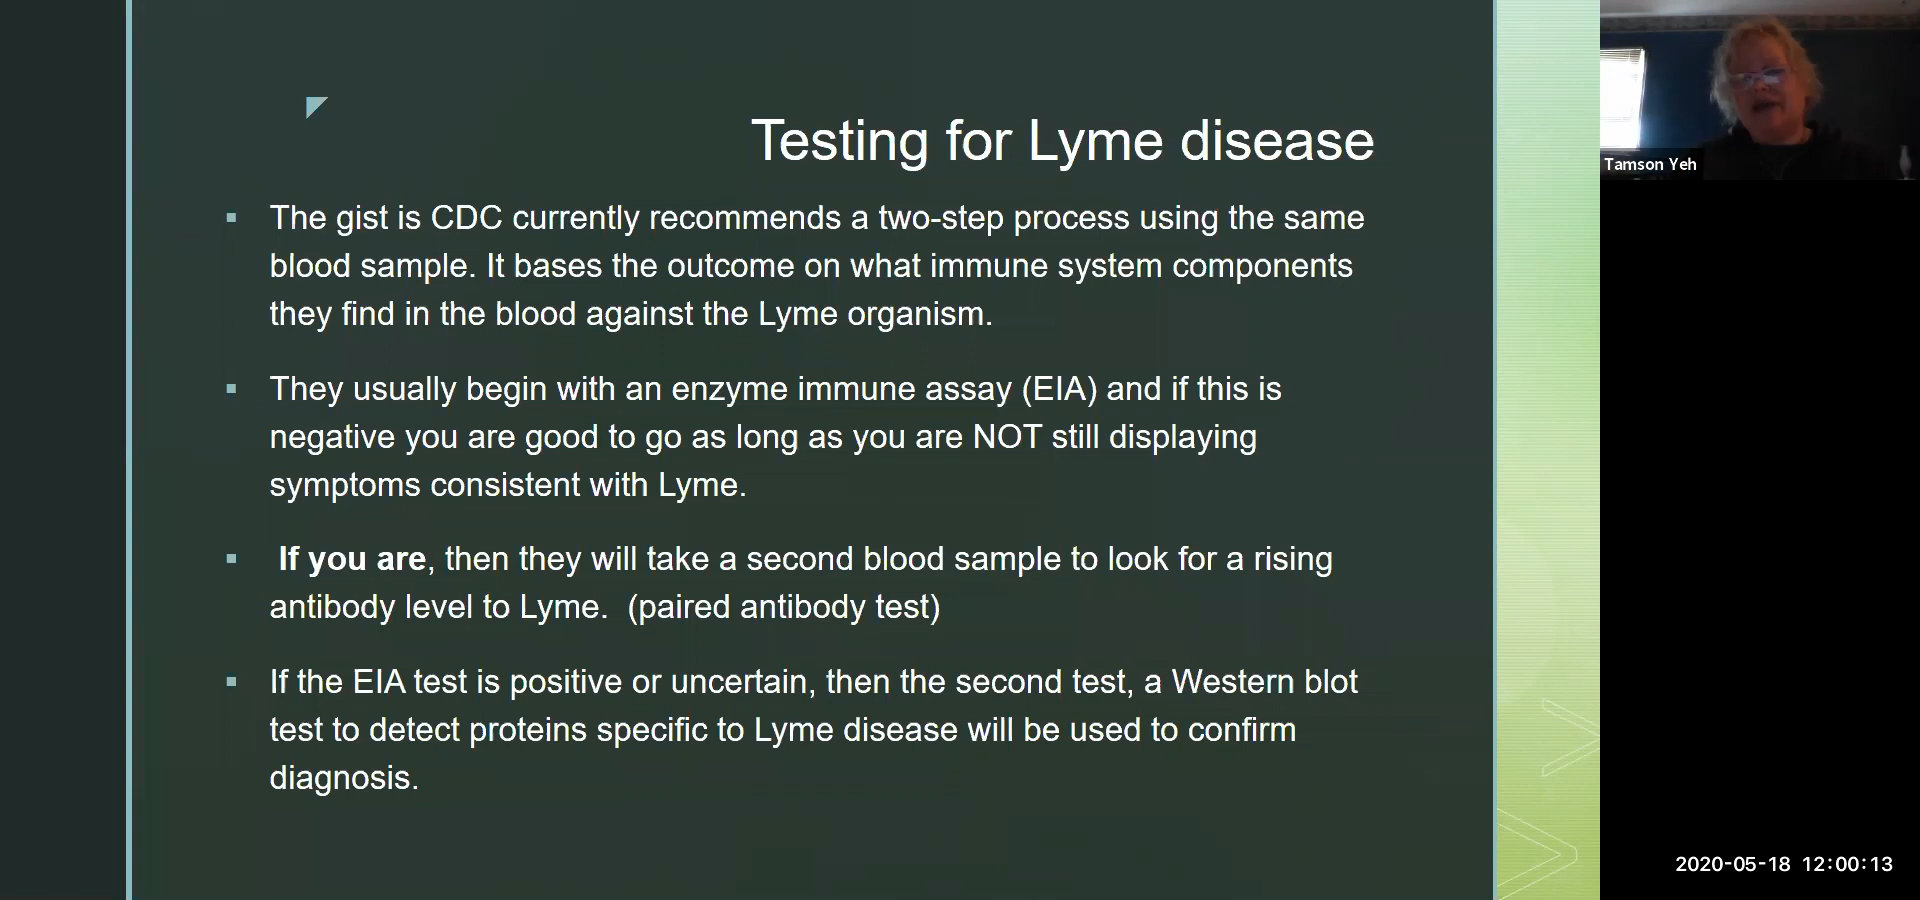 Testing for Lyme disease
▪ The gist is CDC currently recommends a two-step process using the same
blood sample. It bases the outcome on what immune system components
they find in the blood against the Lyme organism.
▪ They usually begin with an enzyme immune assay (EIA) and if this is
negative you are good to go as long as you are NOT still displaying
symptoms consistent with Lyme.
▪ If you are, then they will take a second blood sample to look for a rising
antibody level to Lyme.  (paired antibody test)
▪ If the EIA test is positive or uncertain, then the second test, a Western blot
test to detect proteins specific to Lyme disease will be used to confirm
diagnosis.
Tamson Yeh
2020-05-18 12:00:13